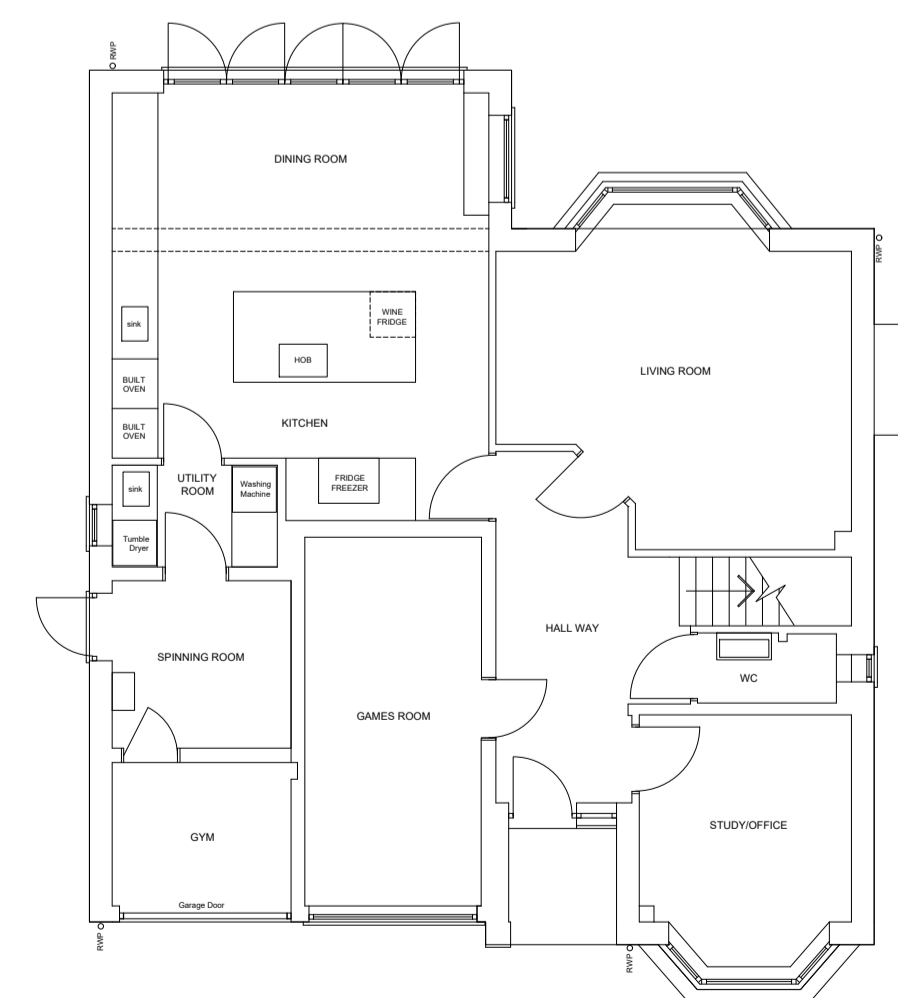 RWP
DINING ROOM
RWP
WINE
FRIDGE
sink
HOB
LIVING ROOM
BUILT
OVEN
KITCHEN
BUILT
OVEN
UTILITY
ROOM
FRIDGE
FREEZER
sink
Washing
Machine
Tumble
Dryer
HALL WAY
SPINNING ROOM
WC
GAMES ROOM
STUDY/OFFICE
GYM
Garage Door
RWP
RWP